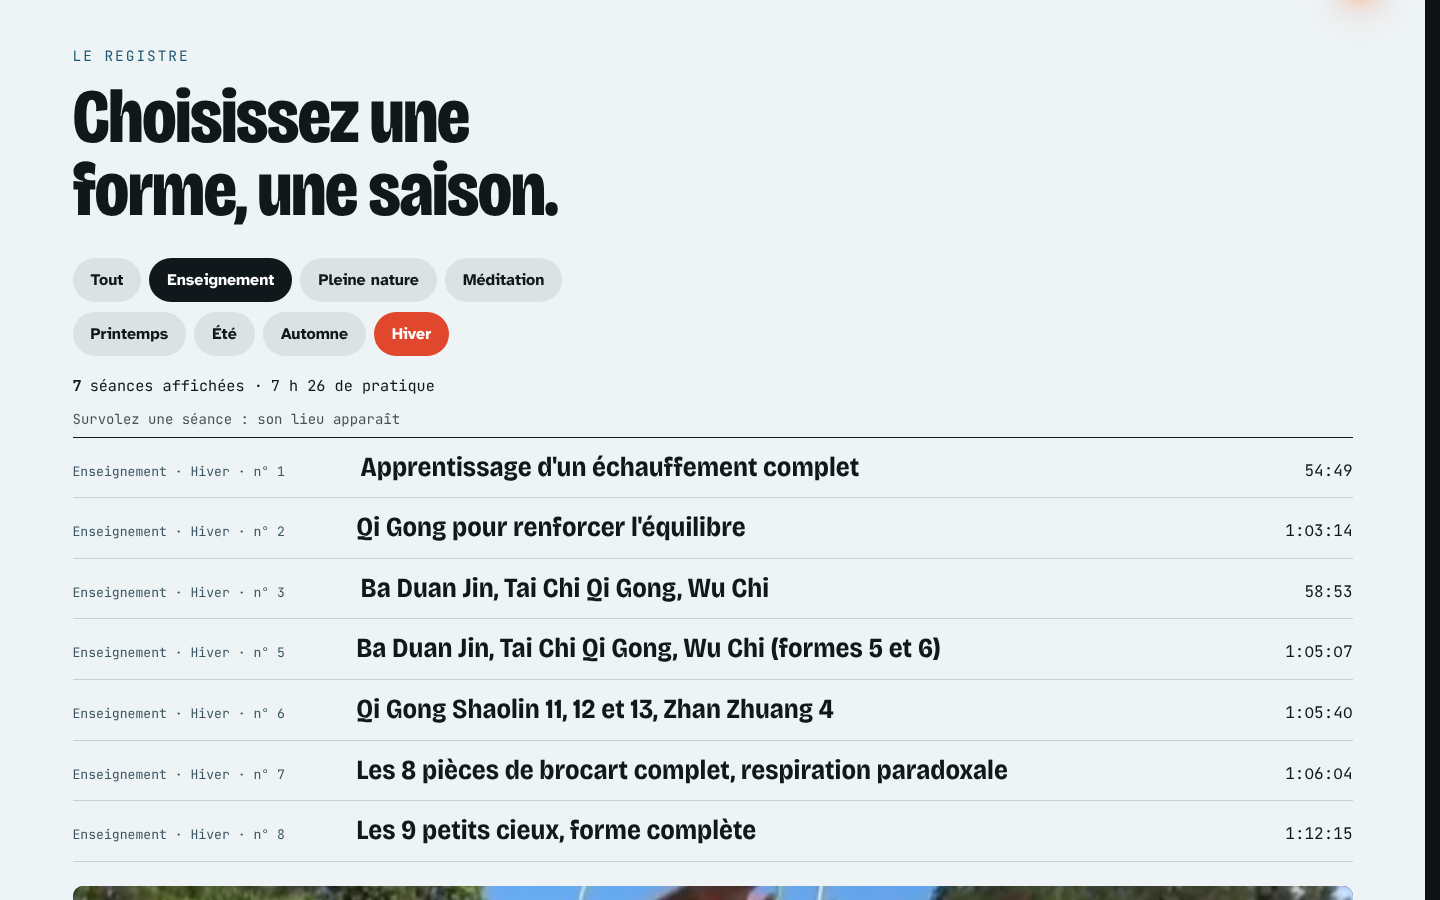 LE REGISTRE
Choisissez une
forme, une saison.
Tout Enseignement Pleine nature Méditation
Printemps Été Automne Hiver
7 séances affichées · 7 h 26 de pratique
Survolez une séance : son lieu apparaît
Enseignement · Hiver · n° 1 Apprentissage d'un échauffement complet 54:49
Enseignement · Hiver · n° 2 Qi Gong pour renforcer l'équilibre 1:03:14
Enseignement · Hiver · n° 3 Ba Duan Jin, Tai Chi Qi Gong, Wu Chi 58:53
Enseignement · Hiver · n° 5 Ba Duan Jin, Tai Chi Qi Gong, Wu Chi (formes 5 et 6) 1:05:07
Enseignement · Hiver · n° 6 Qi Gong Shaolin 11, 12 et 13, Zhan Zhuang 4 1:05:40
Enseignement · Hiver · n° 7 Les 8 pièces de brocart complet, respiration paradoxale 1:06:04
Enseignement · Hiver · n° 8 Les 9 petits cieux, forme complète 1:12:15